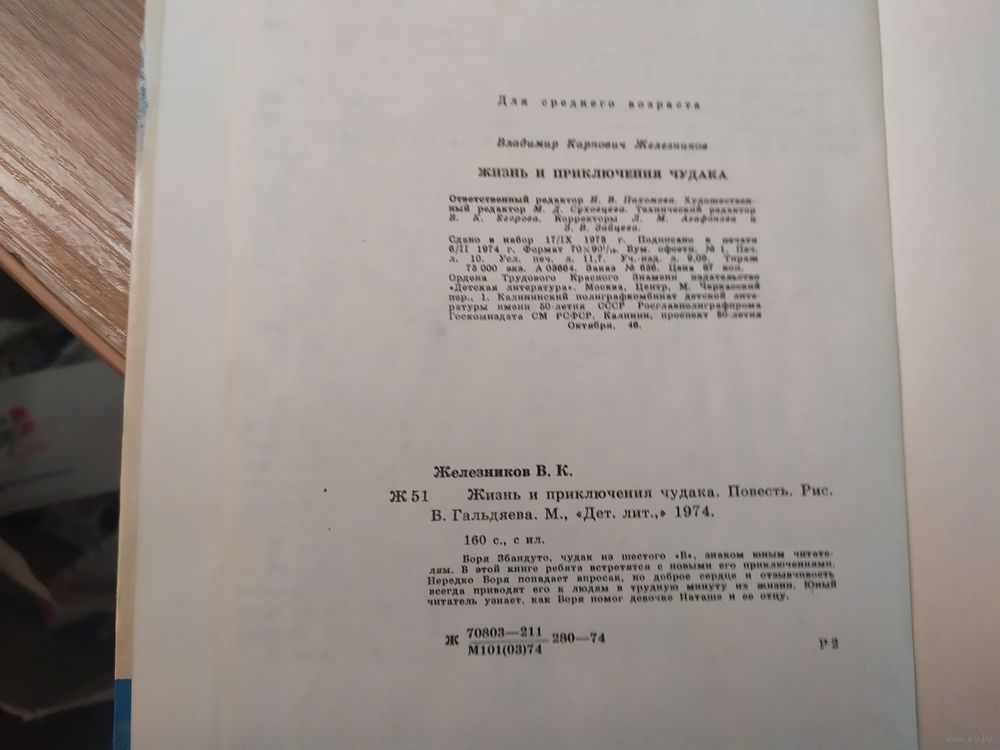 Для среднего возраста
Владимир Карпович Железников
ЖИЗНЬ И ПРИКЛЮЧЕНИЯ ЧУДАКА
Ответственный редактор Н. В. Художествен-
ный редактор М. Д. Суховцева. Технический редактор
В. К. Егорова. Корректоры Л. М. Агафонова и
Э. В. Зайцева.
Сдано в набор 17/IX 1973 г. Подписано к печати
6/II 1974 г. Формат 70×90¹/₁₆. Бум. офсетн. № 1. Печ.
л. 10. Усл. печ. л. 11,7. Уч.-изд. л. 9,09. Тираж
75 000 экз. А 03664. Заказ № 636. Цена 67 коп.
Ордена Трудового Красного Знамени издательство
«Детская литература». Москва, Центр, М. Черкасский
пер., 1. Калининский полиграфкомбинат детской лите-
ратуры имени 50-летия СССР Росглавполиграфпрома
Госкомиздата СМ РСФСР. Калинин, проспект 50-летия
Октября, 46.
Железников В. К.
Ж 51 Жизнь и приключения чудака. Повесть. Рис.
В. Гальдяева. М., «Дет. лит.,» 1974.
160 с., с ил.
Боря Збандуто, чудак из шестого «В», знаком юным читате-
лям. В этой книге ребята встретятся с новыми его приключениями.
Нередко Боря попадает впросак, но доброе сердце и отзывчивость
всегда приводят его к людям в трудную минуту их жизни. Юный
читатель узнает, как Боря помог девочке Наташе и ее отцу.
Ж 70803—211
М101(03)74 280—74
Р 2
www.ay.by